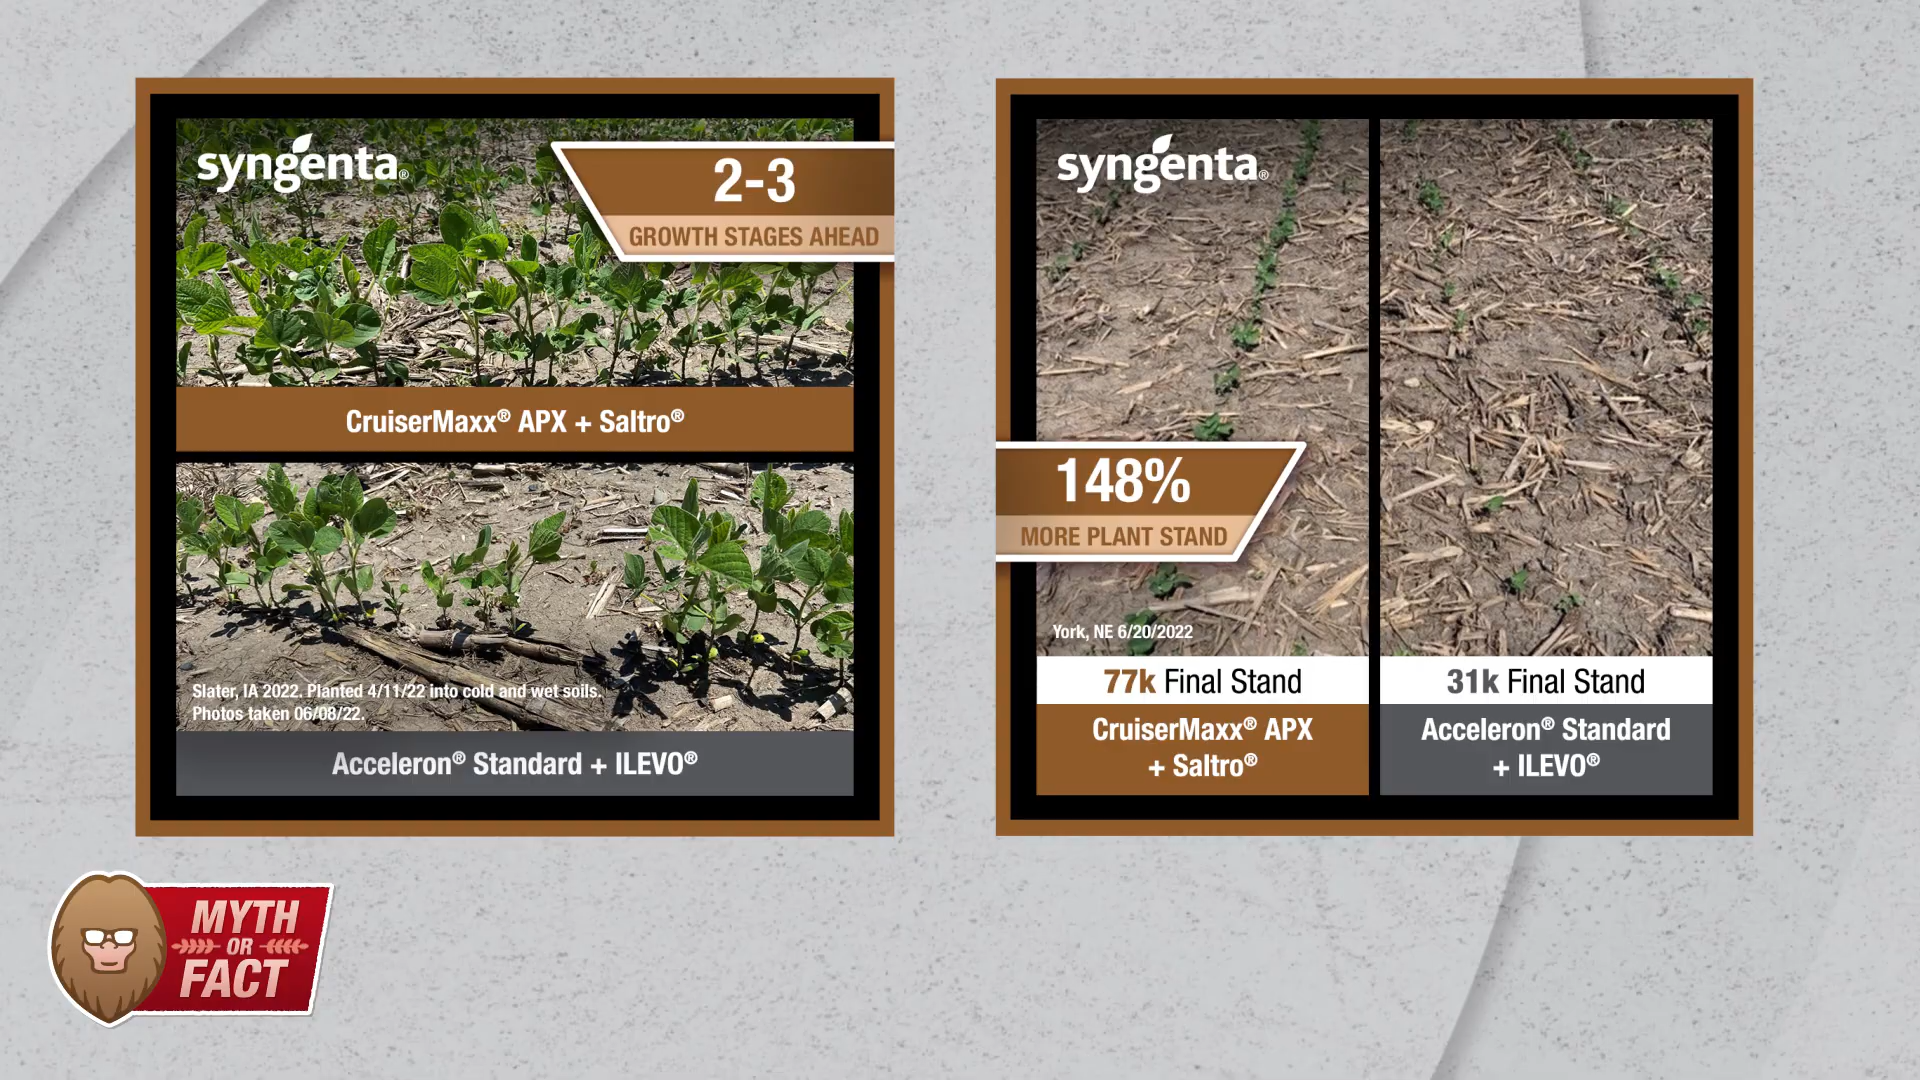 syngenta®
2-3
GROWTH STAGES AHEAD
CruiserMaxx® APX + Saltro®
Slater, IA 2022. Planted 4/11/22 into cold and wet soils.
Photos taken 06/08/22.
Acceleron® Standard + ILEVO®
syngenta®
148%
MORE PLANT STAND
York, NE 6/20/2022
77k Final Stand
CruiserMaxx® APX
+ Saltro®
31k Final Stand
Acceleron® Standard
+ ILEVO®
MYTH
OR
FACT